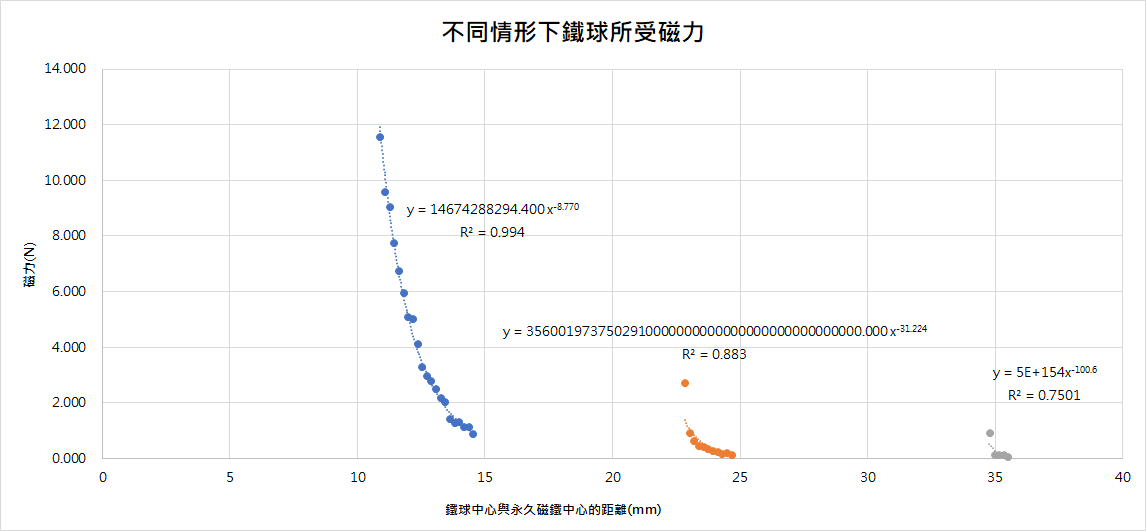 不同情形下鐵球所受磁力
14.000
12.000
10.000
8.000
6.000
4.000
2.000
0.000
磁力(N)
y = 14674288294.400x^-8.770
R² = 0.994
y = 3560019737502910000000000000000000000000000.000x^-31.224
R² = 0.883
y = 5E+154x^-100.6
R² = 0.7501
0 5 10 15 20 25 30 35 40
鐵球中心與永久磁鐵中心的距離(mm)